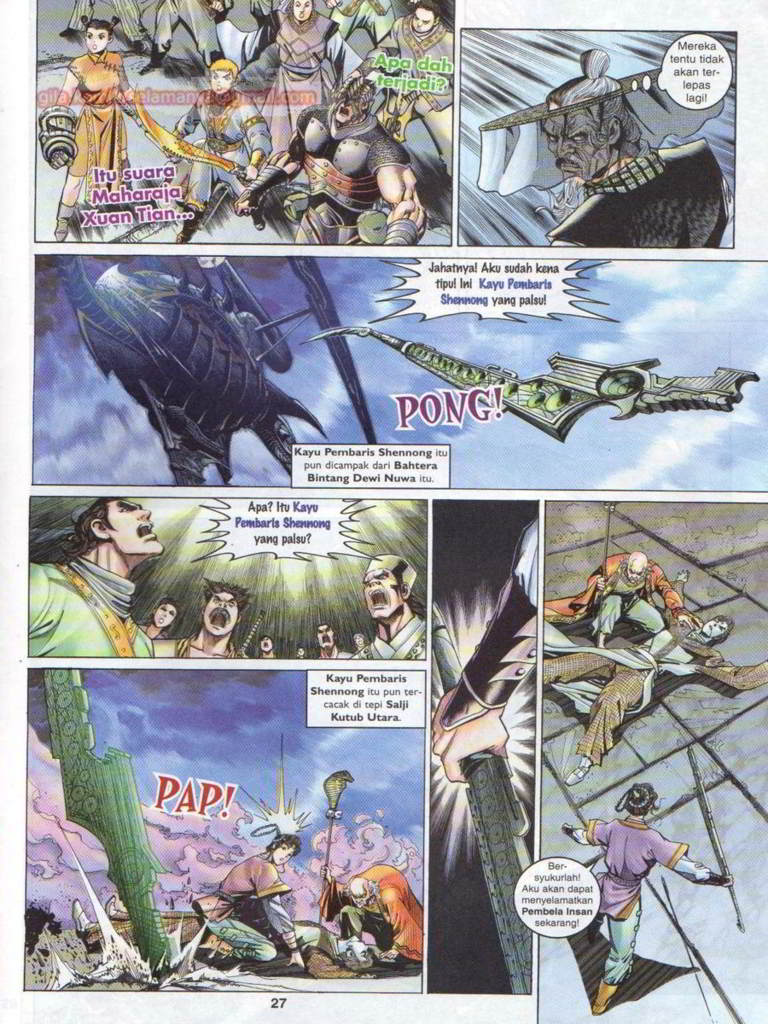 Apa dah
terjadi?
Itu suara
Maharaja
Xuan Tian...
Mereka
tentu tidak
akan ter-
lepas
lagi!
Jahatnya! Aku sudah kena
tipu! Ini Kayu Pembaris
Shennong yang palsu!
PONG!
Kayu Pembaris Shennong itu
pun dicampak dari Bahtera
Bintang Dewi Nuwa itu.
Apa? Itu Kayu
Pembaris Shennong
yang palsu?
Kayu Pembaris
Shennong itu pun ter-
cacak di tepi Salji
Kutub Utara.
PAP!
Ber-
syukurlah!
Aku akan dapat
menyelamatkan
Pembela Insan
sekarang!
27